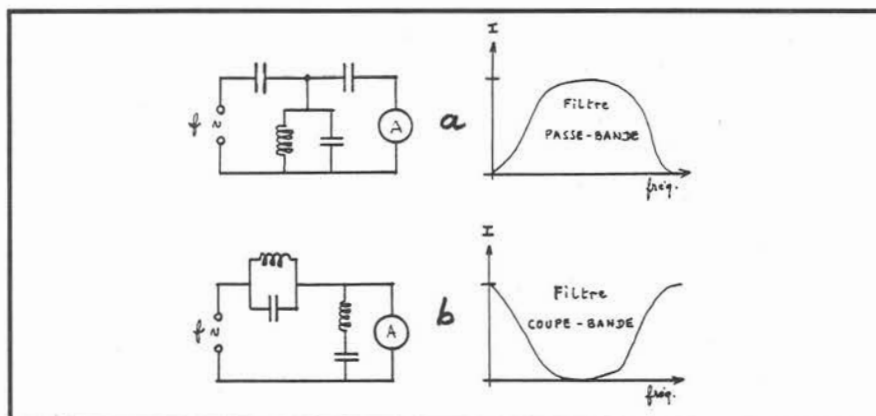 f ~
A
a
I
Filtre
PASSE-BANDE
fréq.
f ~
A
b
I
Filtre
COUPE-BANDE
fréq.